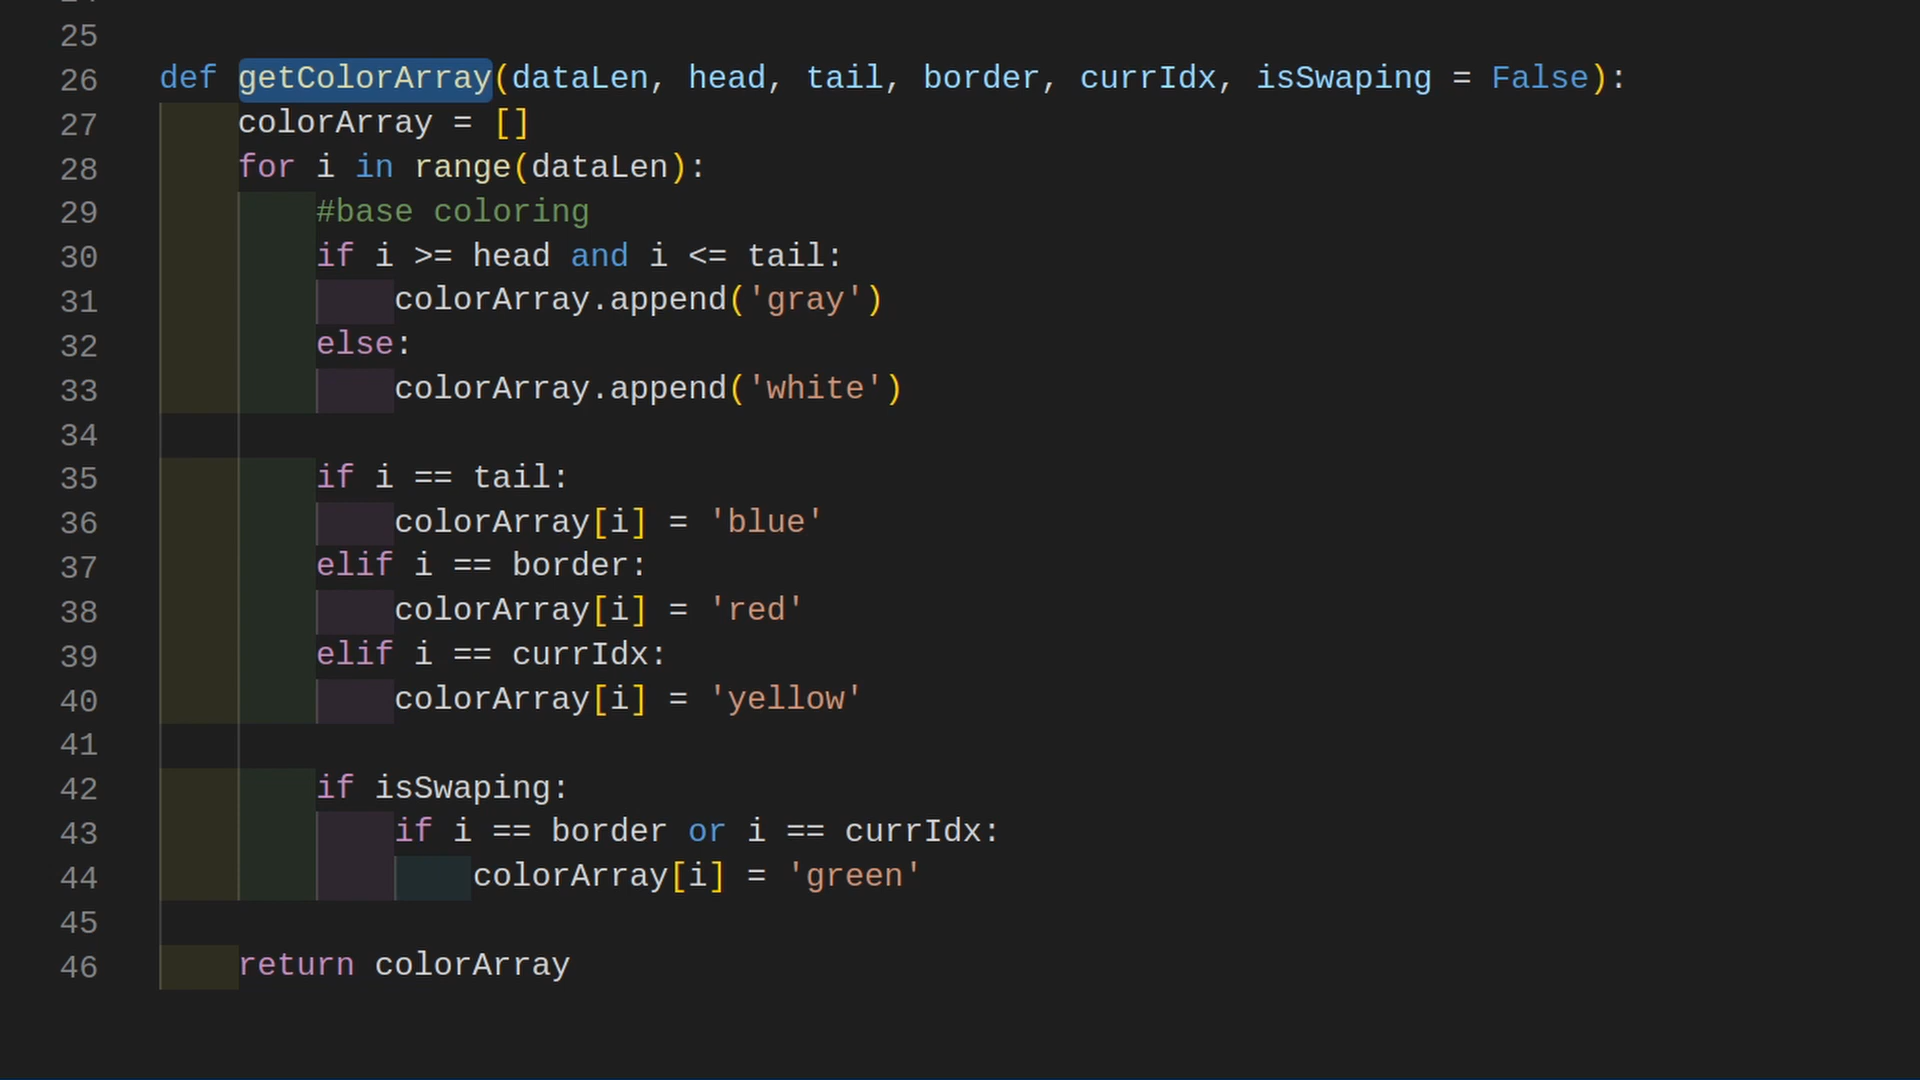 25
26 def getColorArray(dataLen, head, tail, border, currIdx, isSwaping = False):
27     colorArray = []
28     for i in range(dataLen):
29         #base coloring
30         if i >= head and i <= tail:
31             colorArray.append('gray')
32         else:
33             colorArray.append('white')
34
35         if i == tail:
36             colorArray[i] = 'blue'
37         elif i == border:
38             colorArray[i] = 'red'
39         elif i == currIdx:
40             colorArray[i] = 'yellow'
41
42         if isSwaping:
43             if i == border or i == currIdx:
44                 colorArray[i] = 'green'
45
46     return colorArray